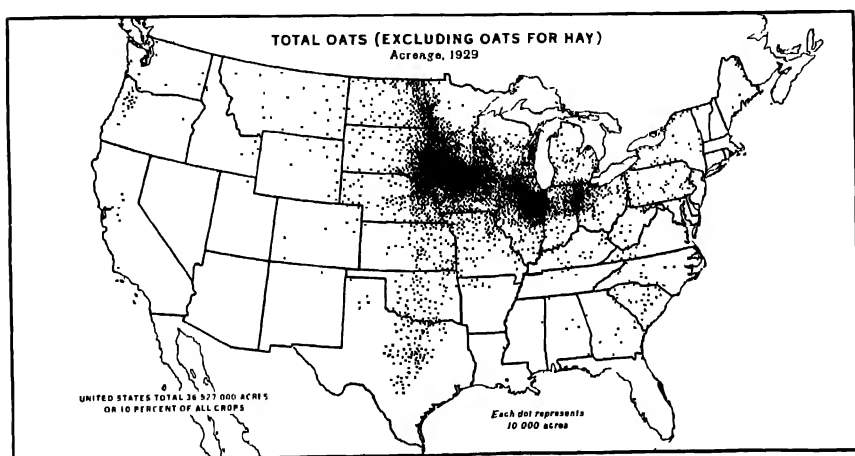 TOTAL OATS (EXCLUDING OATS FOR HAY)
Acreage, 1929
UNITED STATES TOTAL 36 927 000 ACRES
OR 10 PERCENT OF ALL CROPS
Each dot represents
10 000 acres